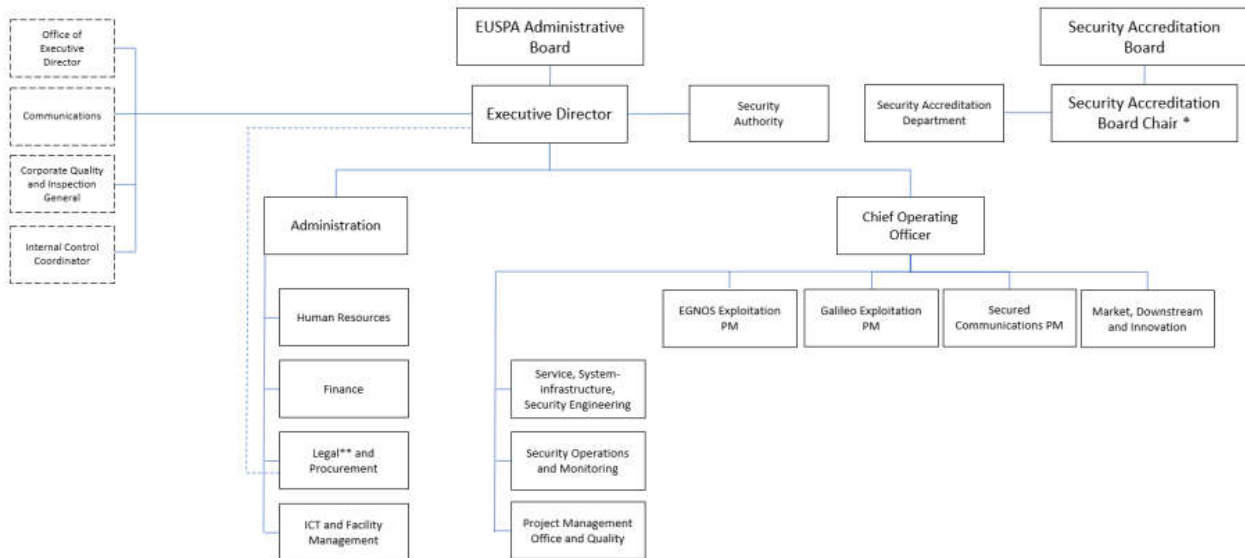 Office of
Executive
Director
Communications
Corporate Quality
and Inspection
General
Internal Control
Coordinator
EUSPA Administrative
Board
Executive Director
Security
Authority
Security Accreditation
Board
Security Accreditation
Department
Security Accreditation
Board Chair *
Administration
Human Resources
Finance
Legal** and
Procurement
ICT and Facility
Management
Chief Operating
Officer
EGNOS Exploitation
PM
Galileo Exploitation
PM
Secured
Communications PM
Market, Downstream
and Innovation
Service, System-
infrastructure,
Security Engineering
Security Operations
and Monitoring
Project Management
Office and Quality